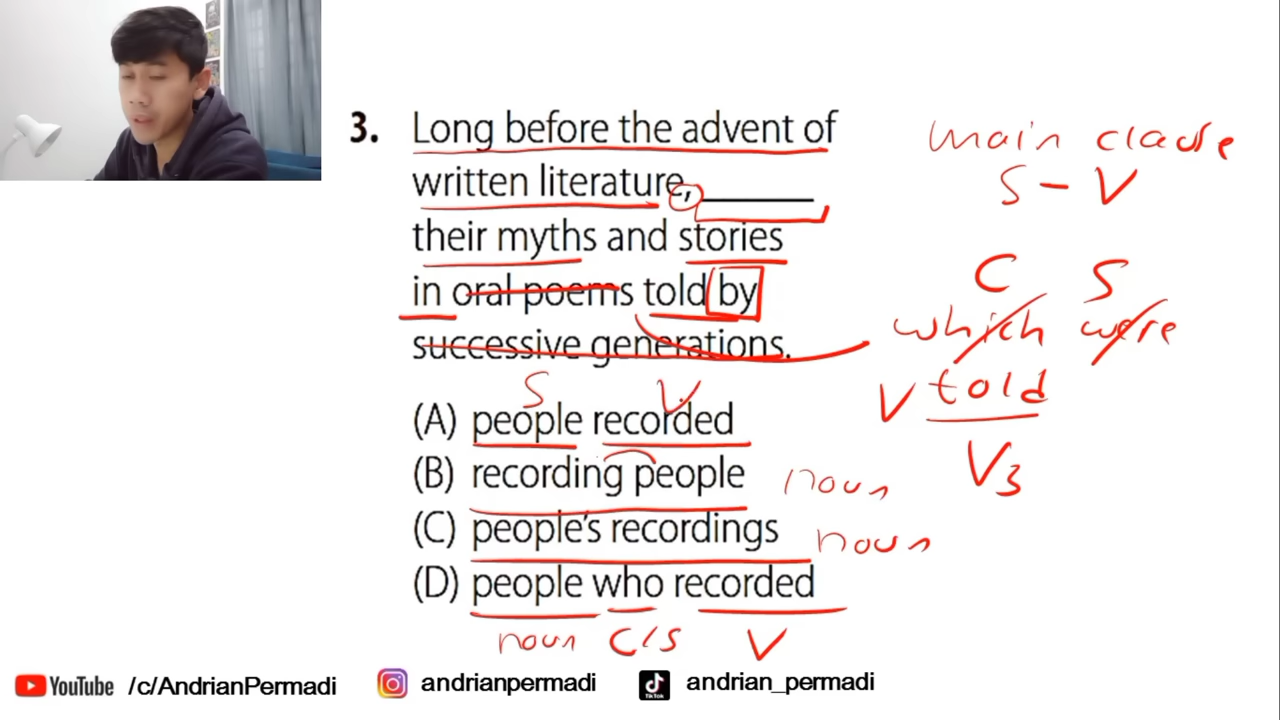 3. Long before the advent of
written literature, ________
their myths and stories
in oral poems told by
successive generations.
(A) people recorded
(B) recording people
(C) people's recordings
(D) people who recorded
main clause
S - V
C S
which were
V told
V3
S V
noun
noun
noun C/S V
YouTube /c/AndrianPermadi
andrianpermadi
TikTok
andrian_permadi